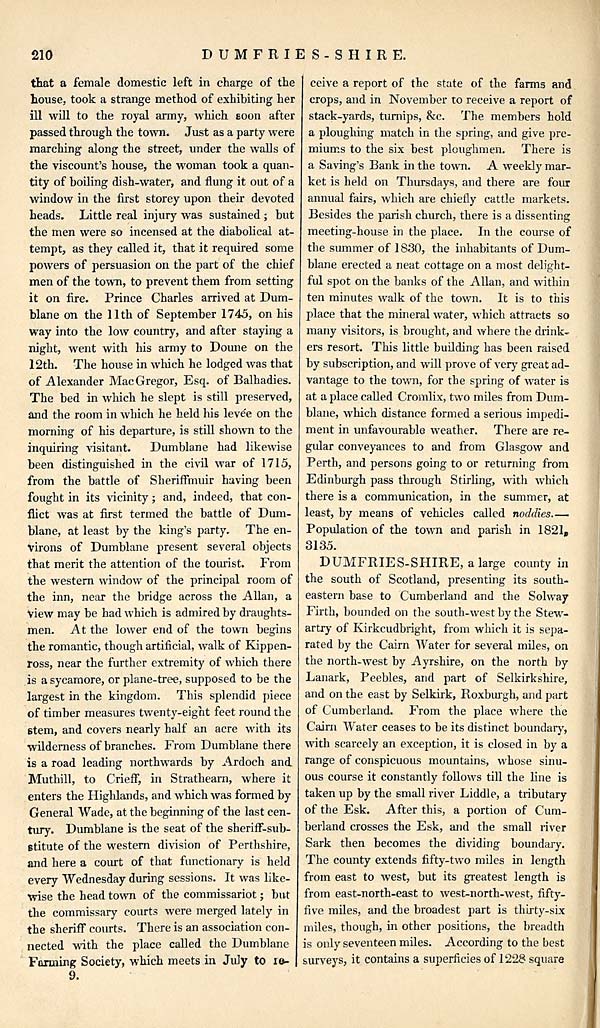 210
DUMFRIES-SHIRE.
that a female domestic left in charge of the
house, took a strange method of exhibiting her
ill will to the royal army, which soon after
passed through the town. Just as a party were
marching along the street, under the walls of
the viscount's house, the woman took a quan-
tity of boiling dish-water, and flung it out of a
window in the first storey upon their devoted
heads. Little real injury was sustained; but
the men were so incensed at the diabolical at-
tempt, as they called it, that it required some
powers of persuasion on the part of the chief
men of the town, to prevent them from setting
it on fire. Prince Charles arrived at Dum-
blane on the 11th of September 1745, on his
way into the low country, and after staying a
night, went with his army to Doune on the
12th. The house in which he lodged was that
of Alexander MacGregor, Esq. of Balhadies.
The bed in which he slept is still preserved,
and the room in which he held his levée on the
morning of his departure, is still shown to the
inquiring visitant. Dumblane had likewise
been distinguished in the civil war of 1715,
from the battle of Sheriffmuir having been
fought in its vicinity; and, indeed, that con-
flict was at first termed the battle of Dum-
blane, at least by the king's party. The en-
virons of Dumblane present several objects
that merit the attention of the tourist. From
the western window of the principal room of
the inn, near the bridge across the Allan, a
view may be had which is admired by draughts-
men. At the lower end of the town begins
the romantic, though artificial, walk of Kippen-
ross, near the further extremity of which there
is a sycamore, or plane-tree, supposed to be the
largest in the kingdom. This splendid piece
of timber measures twenty-eight feet round the
stem, and covers nearly half an acre with its
wilderness of branches. From Dumblane there
is a road leading northwards by Ardoch and
Muthill, to Crieff, in Strathearn, where it
enters the Highlands, and which was formed by
General Wade, at the beginning of the last cen-
tury. Dumblane is the seat of the sheriff-sub-
stitute of the western division of Perthshire,
and here a court of that functionary is held
every Wednesday during sessions. It was like-
wise the head town of the commissariot; but
the commissary courts were merged lately in
the sheriff courts. There is an association con-
nected with the place called the Dumblane
Farming Society, which meets in July to re-
9.
ceive a report of the state of the farms and
crops, and in November to receive a report of
stack-yards, turnips, &c. The members hold
a ploughing match in the spring, and give pre-
miums to the six best ploughmen. There is
a Saving's Bank in the town. A weekly mar-
ket is held on Thursdays, and there are four
annual fairs, which are chiefly cattle markets.
Besides the parish church, there is a dissenting
meeting-house in the place. In the course of
the summer of 1830, the inhabitants of Dum-
blane erected a neat cottage on a most delight-
ful spot on the banks of the Allan, and within
ten minutes walk of the town. It is to this
place that the mineral water, which attracts so
many visitors, is brought, and where the drink-
ers resort. This little building has been raised
by subscription, and will prove of very great ad-
vantage to the town, for the spring of water is
at a place called Cromlix, two miles from Dum-
blane, which distance formed a serious impedi-
ment in unfavourable weather. There are re-
gular conveyances to and from Glasgow and
Perth, and persons going to or returning from
Edinburgh pass through Stirling, with which
there is a communication, in the summer, at
least, by means of vehicles called noddies.—
Population of the town and parish in 1821,
3135.
DUMFRIES-SHIRE, a large county in
the south of Scotland, presenting its south-
eastern base to Cumberland and the Solway
Firth, bounded on the south-west by the Stew-
artry of Kirkcudbright, from which it is sepa-
rated by the Cairn Water for several miles, on
the north-west by Ayrshire, on the north by
Lanark, Peebles, and part of Selkirkshire,
and on the east by Selkirk, Roxburgh, and part
of Cumberland. From the place where the
Cairn Water ceases to be its distinct boundary,
with scarcely an exception, it is closed in by a
range of conspicuous mountains, whose sinu-
ous course it constantly follows till the line is
taken up by the small river Liddle, a tributary
of the Esk. After this, a portion of Cum-
berland crosses the Esk, and the small river
Sark then becomes the dividing boundary.
The county extends fifty-two miles in length
from east to west, but its greatest length is
from east-north-east to west-north-west, fifty-
five miles, and the broadest part is thirty-six
miles, though, in other positions, the breadth
is only seventeen miles. According to the best
surveys, it contains a superficies of 1228 square